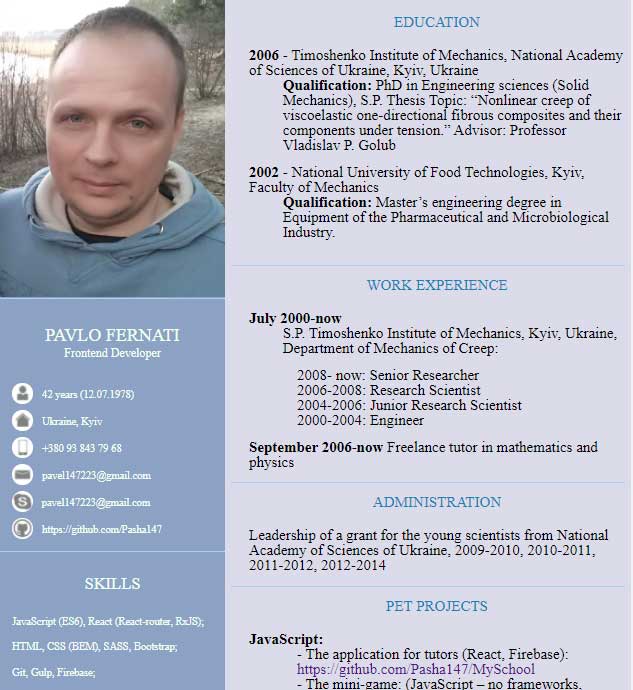 PAVLO FERNATI
Frontend Developer
42 years (12.07.1978)
Ukraine, Kyiv
+380 93 843 79 68
pavel147223@gmail.com
pavel147223@gmail.com
https://github.com/Pasha147
SKILLS
JavaScript (ES6), React (React-router, RxJS);
HTML, CSS (BEM), SASS, Bootstrap;
Git, Gulp, Firebase;
EDUCATION
2006 - Timoshenko Institute of Mechanics, National Academy
of Sciences of Ukraine, Kyiv, Ukraine
Qualification: PhD in Engineering sciences (Solid
Mechanics), S.P. Thesis Topic: “Nonlinear creep of
viscoelastic one-directional fibrous composites and their
components under tension.” Advisor: Professor
Vladislav P. Golub
2002 - National University of Food Technologies, Kyiv,
Faculty of Mechanics
Qualification: Master’s engineering degree in
Equipment of the Pharmaceutical and Microbiological
Industry.
WORK EXPERIENCE
July 2000-now
S.P. Timoshenko Institute of Mechanics, Kyiv, Ukraine,
Department of Mechanics of Creep:
2008- now: Senior Researcher
2006-2008: Research Scientist
2004-2006: Junior Research Scientist
2000-2004: Engineer
September 2006-now Freelance tutor in mathematics and
physics
ADMINISTRATION
Leadership of a grant for the young scientists from National
Academy of Sciences of Ukraine, 2009-2010, 2010-2011,
2011-2012, 2012-2014
PET PROJECTS
JavaScript:
- The application for tutors (React, Firebase):
https://github.com/Pasha147/MySchool
- The mini-game: (JavaScript – no frameworks,